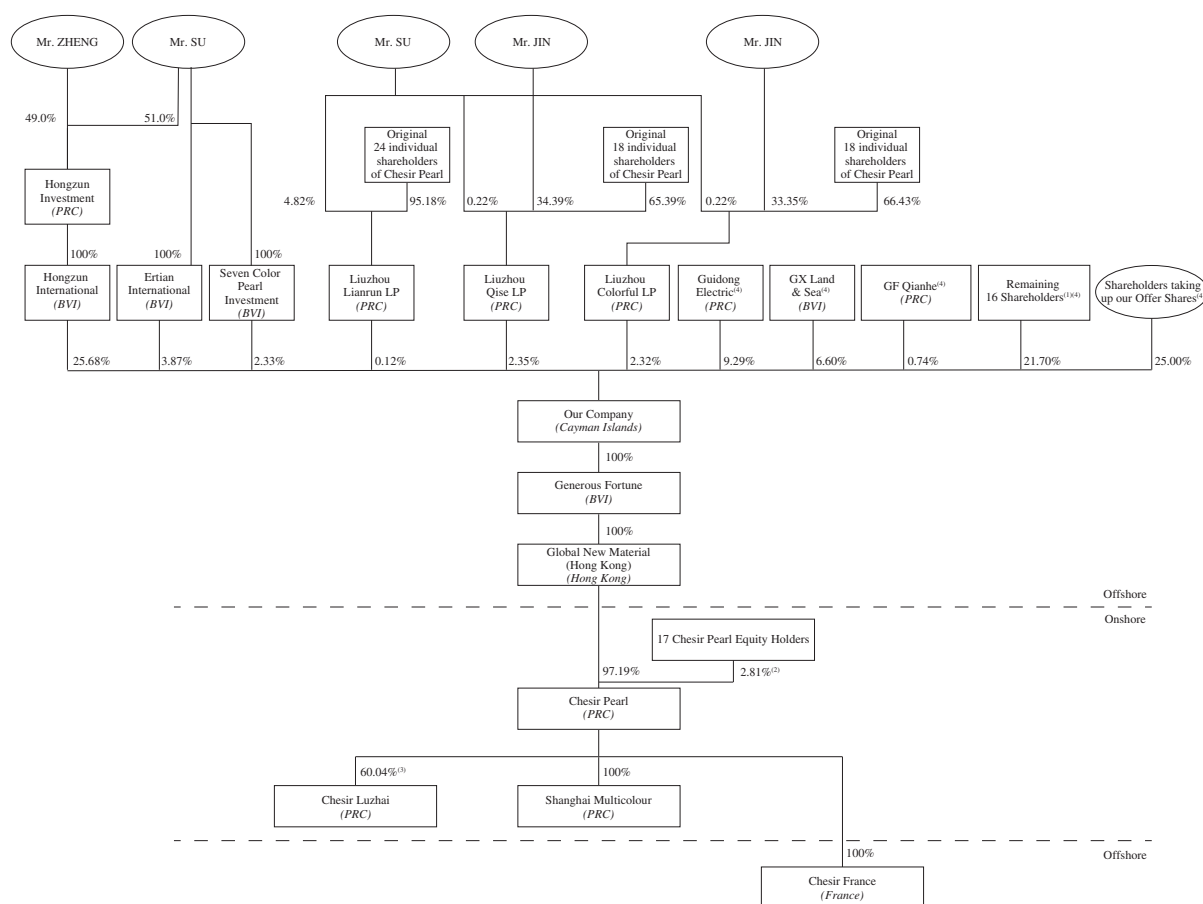 Mr. ZHENG
Mr. SU
Mr. SU
Mr. JIN
Mr. JIN
49.0%
51.0%
Original
24 individual
shareholders
of Chesir Pearl
Original
18 individual
shareholders
of Chesir Pearl
Original
18 individual
shareholders
of Chesir Pearl
Hongzun
Investment
(PRC)
4.82%
95.18%
0.22%
34.39%
65.39%
0.22%
33.35%
66.43%
100%
100%
100%
Hongzun
International
(BVI)
Ertian
International
(BVI)
Seven Color
Pearl
Investment
(BVI)
Liuzhou
Lianrun LP
(PRC)
Liuzhou
Qise LP
(PRC)
Liuzhou
Colorful LP
(PRC)
Guidong
Electric(4)
(PRC)
GX Land
& Sea(4)
(BVI)
GF Qianhe(4)
(PRC)
Remaining
16 Shareholders(1)(4)
Shareholders taking
up our Offer Shares(4)
25.68%
3.87%
2.33%
0.12%
2.35%
2.32%
9.29%
6.60%
0.74%
21.70%
25.00%
Our Company
(Cayman Islands)
100%
Generous Fortune
(BVI)
100%
Global New Material
(Hong Kong)
(Hong Kong)
Offshore
Onshore
17 Chesir Pearl Equity Holders
97.19%
2.81%(2)
Chesir Pearl
(PRC)
60.04%(3)
100%
Chesir Luzhai
(PRC)
Shanghai Multicolour
(PRC)
100%
Offshore
Chesir France
(France)